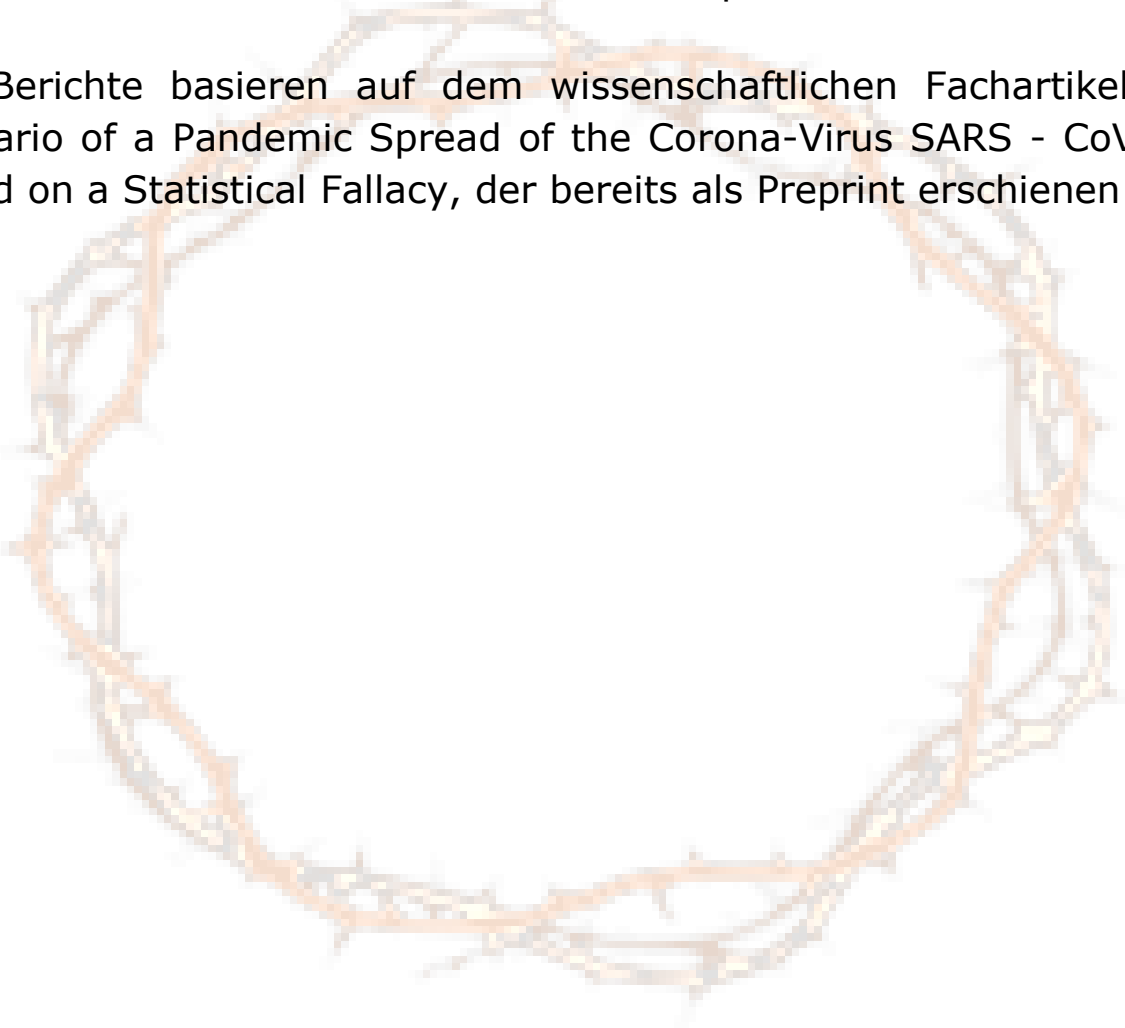 Berichte basieren auf dem wissenschaftlichen Fachartikel
ario of a Pandemic Spread of the Corona-Virus SARS - CoV
d on a Statistical Fallacy, der bereits als Preprint erschienen